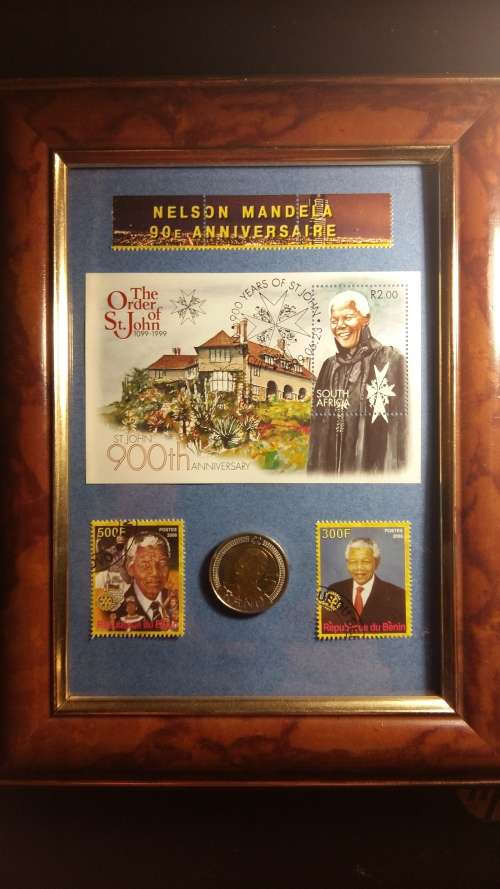 NELSON MANDELA
90E ANNIVERSAIRE
The
Order
of
St.John
1099-1999
900 YEARS OF ST JOHN
R2.00
SOUTH
AFRICA
ST JOHN
900th
ANNIVERSARY
500F
POSTES
République du Bénin
300F
POSTES
République du Bénin